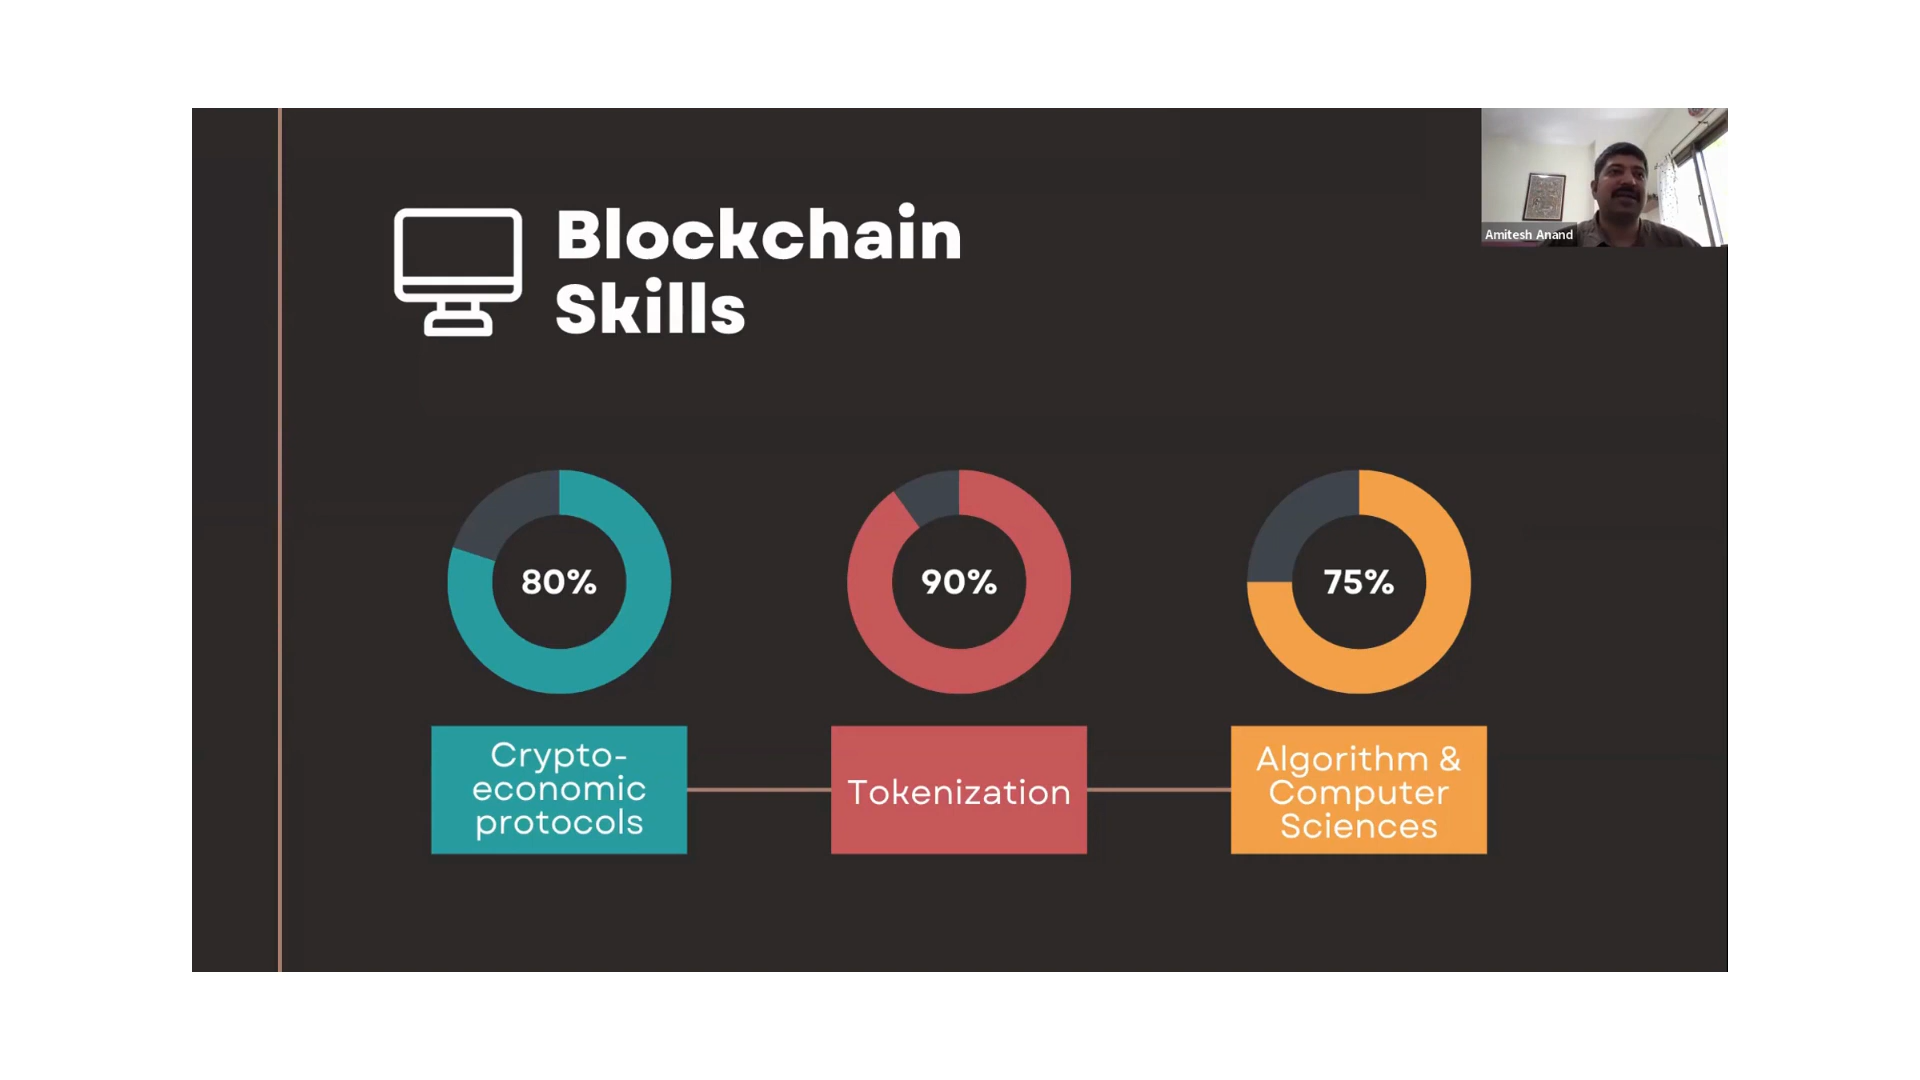 Blockchain
Skills
Amitesh Anand
80%
90%
75%
Crypto-
economic
protocols
Tokenization
Algorithm &
Computer
Sciences